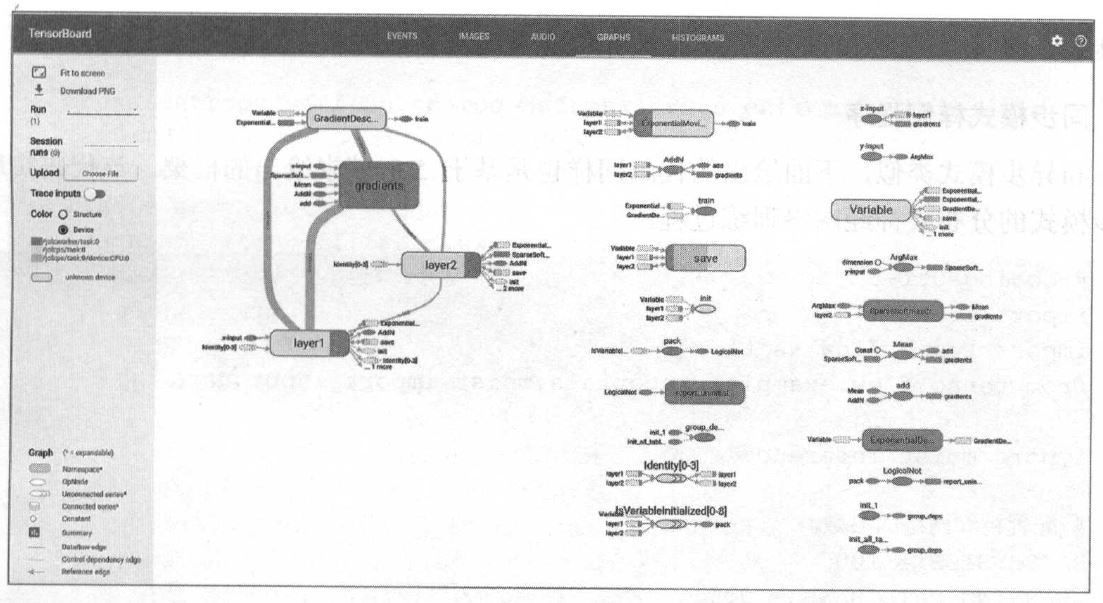 TensorBoard
EVENTS
IMAGES
AUDIO
GRAPHS
HISTOGRAMS
Fit to screen
Download PNG
Run
(1)
Session
runs (0)
Upload
Choose File
Trace inputs
Color
Structure
Device
/job:worker/task:0
/job:ps/task:0
/job:ps/task:0/device:CPU:0
unknown device
Graph
(* = expandable)
Namespace*
OpNode
Unconnected series*
Connected series*
Constant
Summary
Dataflow edge
Control dependency edge
Reference edge
Variable
Exponential...
GradientDesc...
train
x-input
SparseSoft...
Mean
AddN
add
gradients
Identity[0-3]
layer2
Exponential...
SparseSoft...
AddN
save
init
... 2 more
x-input
Identity[0-3]
layer1
Exponential...
AddN
save
init
Identity[0-3]
... 1 more
Variable
layer1
layer2
ExponentialMovi...
train
layer1
layer2
AddN
add
gradients
Exponential...
GradientDe...
train
Variable
layer1
layer2
save
Variable
layer1
layer2
init
IsVariableI...
pack
LogicalNot
LogicalNot
report_uninitial...
init_1
init_all_tabl...
group_de...
Identity[0-3]
layer1
layer2
layer1
layer2
IsVariableInitialized[0-8]
Variable
layer1
layer2
pack
x-input
layer1
gradients
y-input
ArgMax
Variable
Exponential...
Exponential...
GradientDe...
save
init
... 1 more
dimension
y-input
ArgMax
SparseSoft...
ArgMax
layer2
Mean
gradients
Const
SparseSoft...
Mean
add
gradients
Mean
AddN
add
gradients
Variable
ExponentialDe...
GradientDe...
LogicalNot
pack
report_unin...
init_1
group_deps
init_all_ta...
group_deps